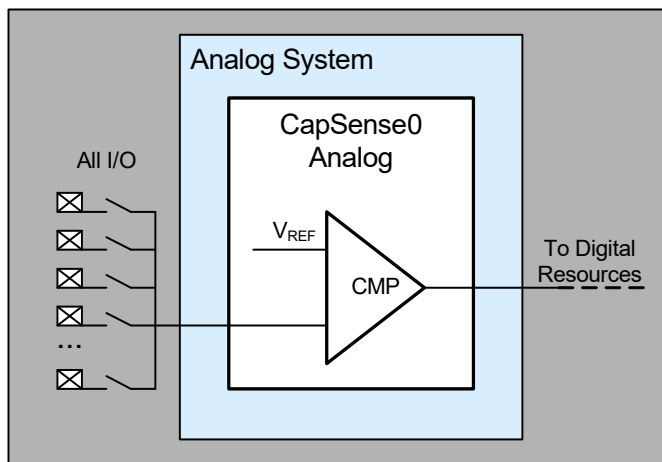 Analog System
CapSense0
Analog
All I/O
VREF
CMP
To Digital
Resources
...